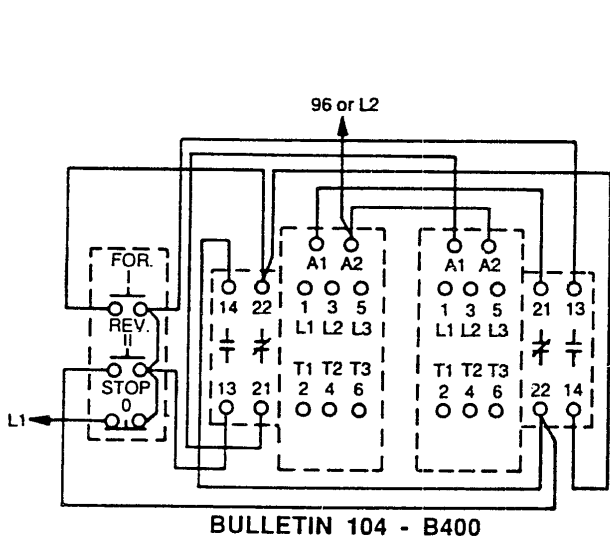 96 or L2
FOR.
I
REV.
II
STOP
O
L1
14 22
13 21
A1 A2
1 3 5
L1 L2 L3
T1 T2 T3
2 4 6
A1 A2
1 3 5
L1 L2 L3
T1 T2 T3
2 4 6
21 13
22 14
BULLETIN 104 - B400